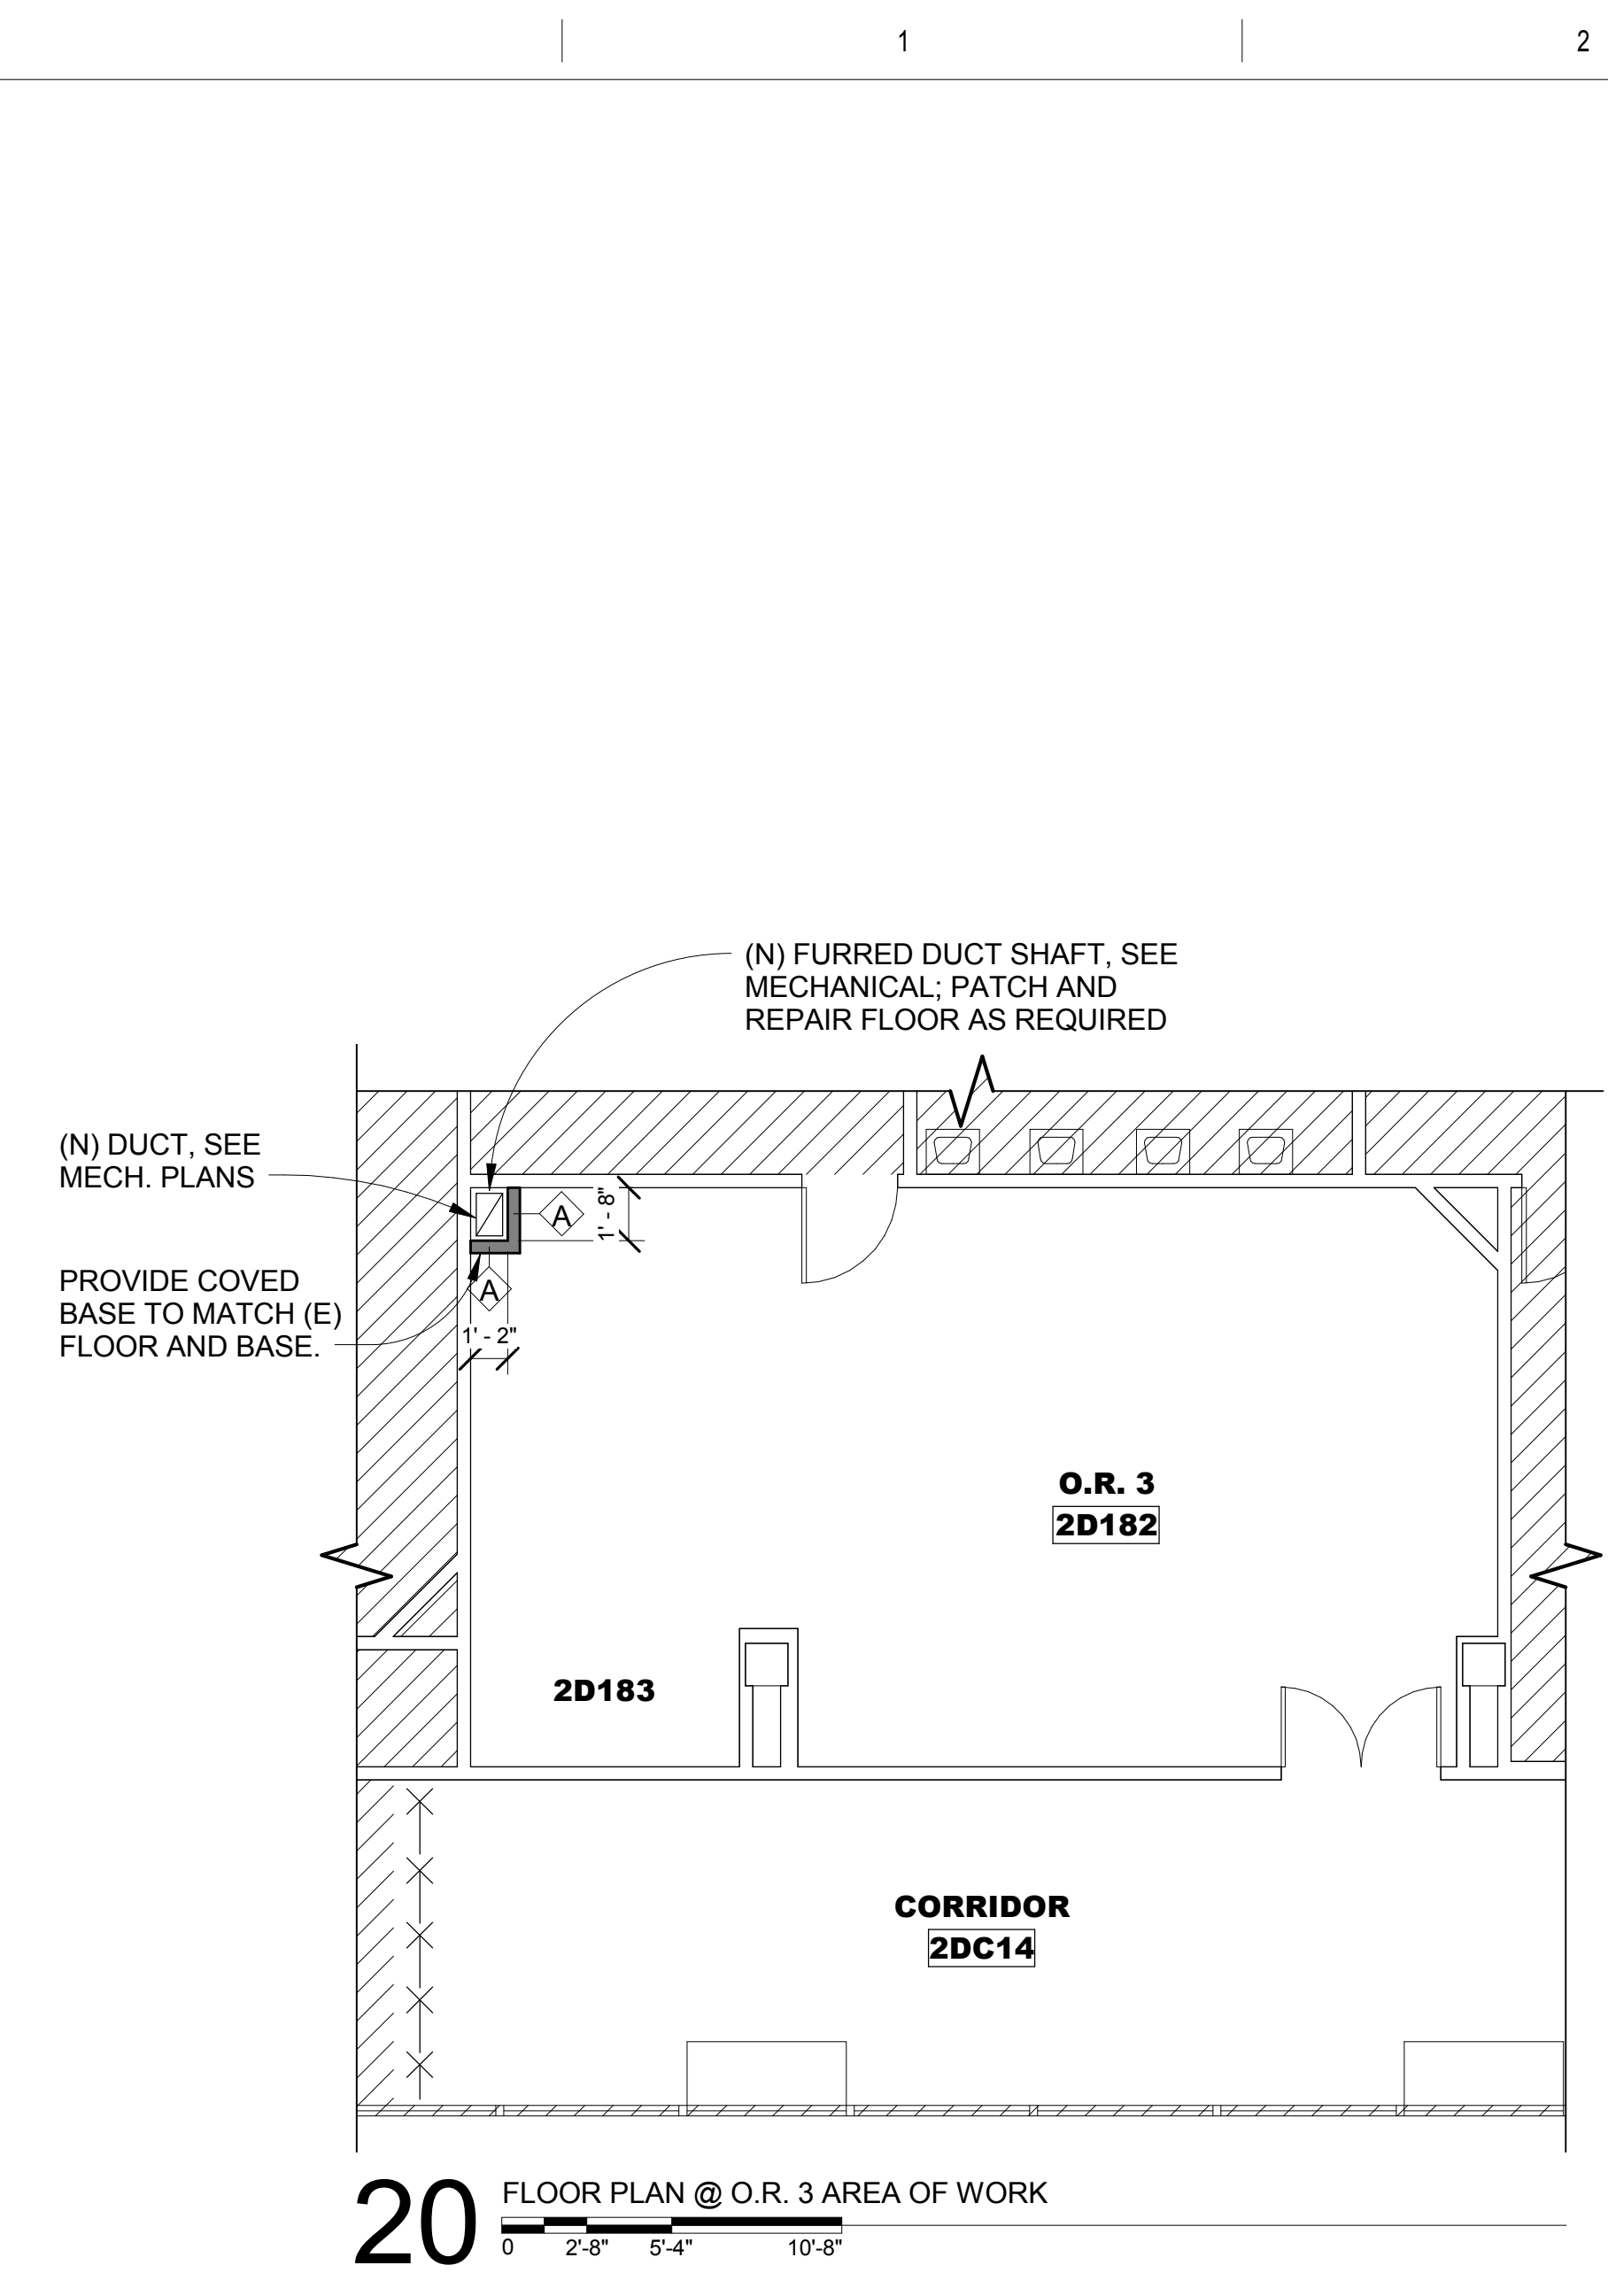 1
2
(N) FURRED DUCT SHAFT, SEE
MECHANICAL; PATCH AND
REPAIR FLOOR AS REQUIRED
(N) DUCT, SEE
MECH. PLANS
A
1' - 8"
PROVIDE COVED
BASE TO MATCH (E)
FLOOR AND BASE.
A
1' - 2"
O.R. 3
2D182
2D183
CORRIDOR
2DC14
20
FLOOR PLAN @ O.R. 3 AREA OF WORK
0 2'-8" 5'-4" 10'-8"